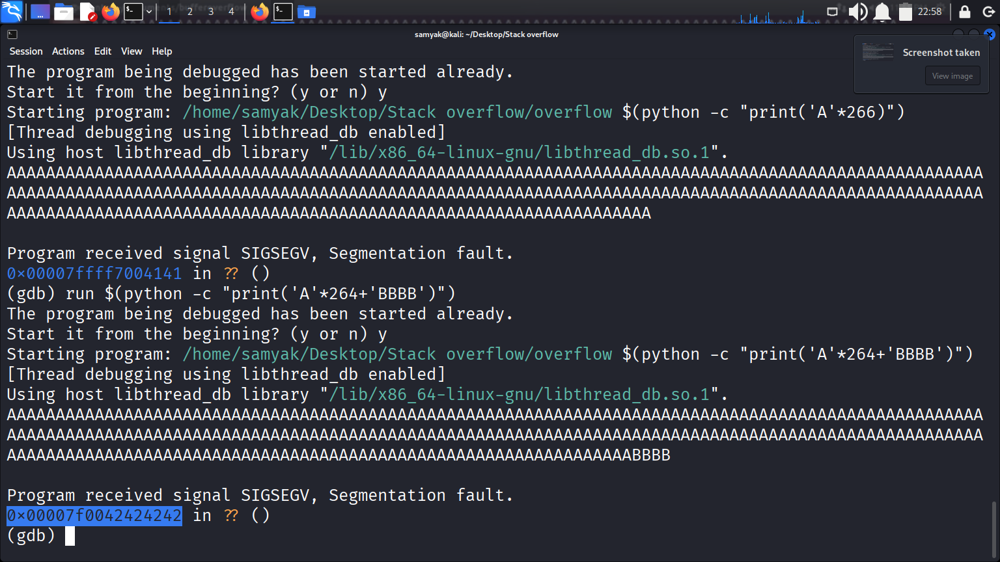 1 2 3 4 22:58
samyak@kali: ~/Desktop/Stack overflow
Session Actions Edit View Help
Screenshot taken
View image
The program being debugged has been started already.
Start it from the beginning? (y or n) y
Starting program: /home/samyak/Desktop/Stack overflow/overflow $(python -c "print('A'*266)")
[Thread debugging using libthread_db enabled]
Using host libthread_db library "/lib/x86_64-linux-gnu/libthread_db.so.1".
AAAAAAAAAAAAAAAAAAAAAAAAAAAAAAAAAAAAAAAAAAAAAAAAAAAAAAAAAAAAAAAAAAAAAAAAAAAAAAAAAAAAAAAAAAAAAAAAAAAA
AAAAAAAAAAAAAAAAAAAAAAAAAAAAAAAAAAAAAAAAAAAAAAAAAAAAAAAAAAAAAAAAAAAAAAAAAAAAAAAAAAAAAAAAAAAAAAAAAAAA
AAAAAAAAAAAAAAAAAAAAAAAAAAAAAAAAAAAAAAAAAAAAAAAAAAAAAAAAAAAAAAAAAA
Program received signal SIGSEGV, Segmentation fault.
0x00007ffff7004141 in ?? ()
(gdb) run $(python -c "print('A'*264+'BBBB')")
The program being debugged has been started already.
Start it from the beginning? (y or n) y
Starting program: /home/samyak/Desktop/Stack overflow/overflow $(python -c "print('A'*264+'BBBB')")
[Thread debugging using libthread_db enabled]
Using host libthread_db library "/lib/x86_64-linux-gnu/libthread_db.so.1".
AAAAAAAAAAAAAAAAAAAAAAAAAAAAAAAAAAAAAAAAAAAAAAAAAAAAAAAAAAAAAAAAAAAAAAAAAAAAAAAAAAAAAAAAAAAAAAAAAAAA
AAAAAAAAAAAAAAAAAAAAAAAAAAAAAAAAAAAAAAAAAAAAAAAAAAAAAAAAAAAAAAAAAAAAAAAAAAAAAAAAAAAAAAAAAAAAAAAAAAAA
AAAAAAAAAAAAAAAAAAAAAAAAAAAAAAAAAAAAAAAAAAAAAAAAAAAAAAAAAAAAAAAABBBB
Program received signal SIGSEGV, Segmentation fault.
0x00007f0042424242 in ?? ()
(gdb)